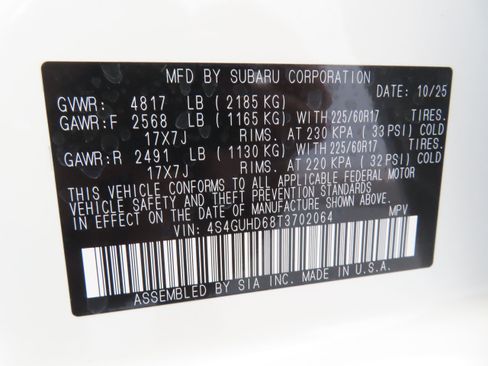 MFD BY SUBARU CORPORATION
DATE: 10/25
GVWR: 4817 LB (2185 KG)
GAWR:F 2568 LB (1165 KG) WITH 225/60R17 TIRES.
17X7J RIMS. AT 230 KPA (33 PSI) COLD
GAWR:R 2491 LB (1130 KG) WITH 225/60R17 TIRES.
17X7J RIMS. AT 220 KPA (32 PSI) COLD
THIS VEHICLE CONFORMS TO ALL APPLICABLE FEDERAL MOTOR
VEHICLE SAFETY AND THEFT PREVENTION STANDARDS
IN EFFECT ON THE DATE OF MANUFACTURE SHOWN ABOVE.
VIN: 4S4GUHD68T3702064 MPV
ASSEMBLED BY SIA INC. MADE IN U.S.A.